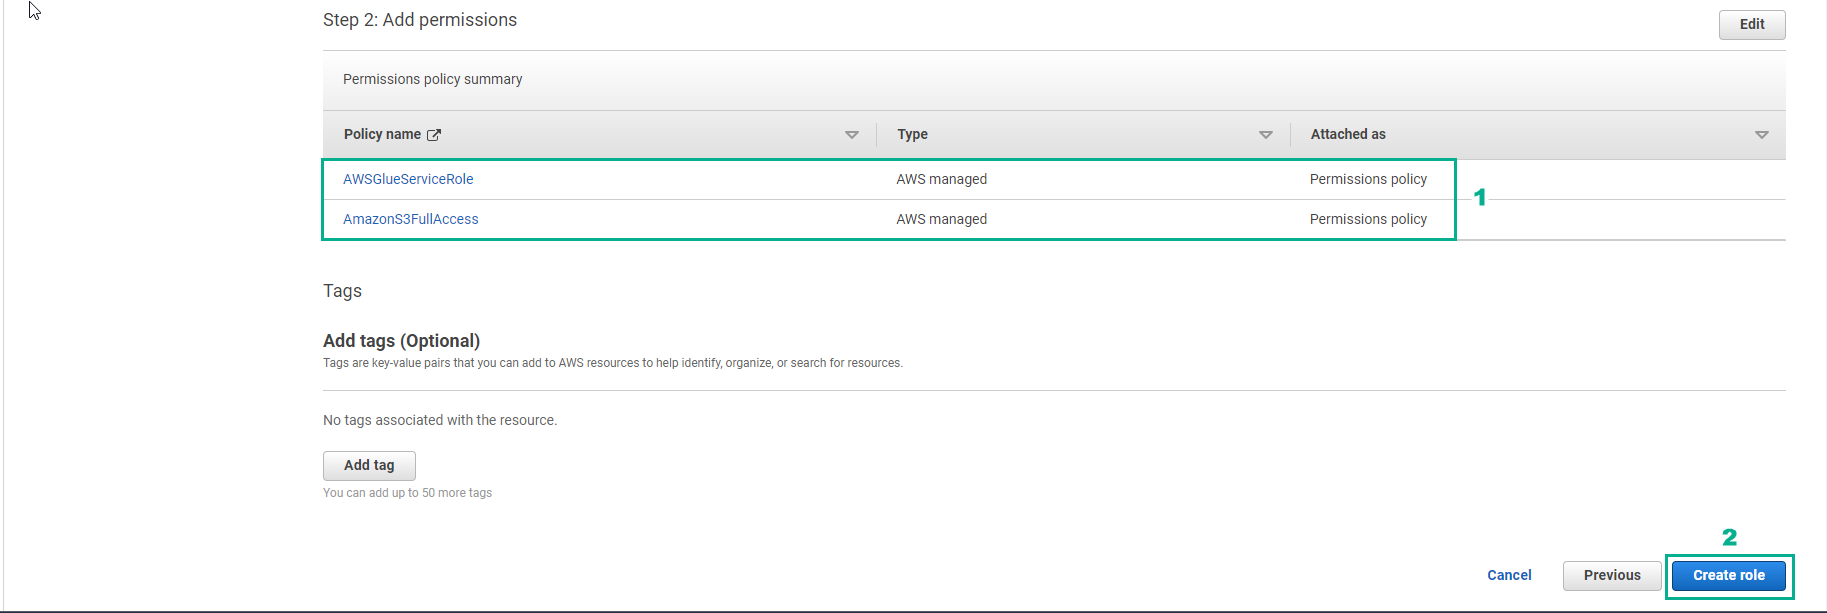 Step 2: Add permissions
Edit
Permissions policy summary
Policy name Type Attached as
AWSGlueServiceRole AWS managed Permissions policy
1
AmazonS3FullAccess AWS managed Permissions policy
Tags
Add tags (Optional)
Tags are key-value pairs that you can add to AWS resources to help identify, organize, or search for resources.
No tags associated with the resource.
Add tag
You can add up to 50 more tags
2
Cancel Previous Create role